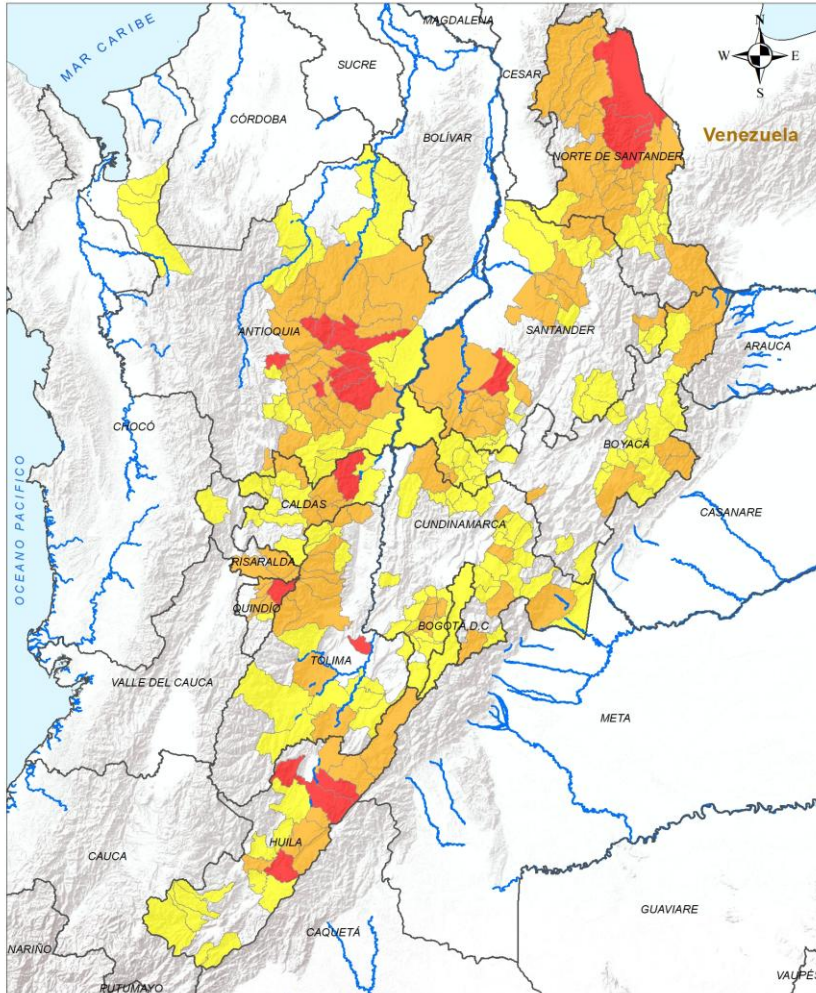 MAGDALENA
N
W E
S
MAR CARIBE
SUCRE
CESAR
CÓRDOBA
BOLÍVAR
Venezuela
NORTE DE SANTANDER
ANTIOQUIA
SANTANDER
ARAUCA
CHOCÓ
BOYACÁ
OCEANO PACIFICO
CALDAS
CUNDINAMARCA
CASANARE
RISARALDA
QUINDÍO
BOGOTÁ, D.C
TOLIMA
VALLE DEL CAUCA
META
HUILA
CAUCA
GUAVIARE
CAQUETÁ
NARIÑO
PUTUMAYO
VAUPÉS